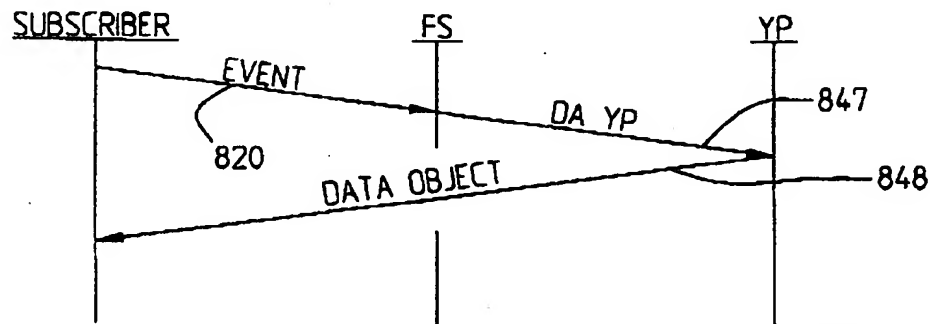 SUBSCRIBER FS YP
EVENT
DA YP
847
820
DATA OBJECT
848